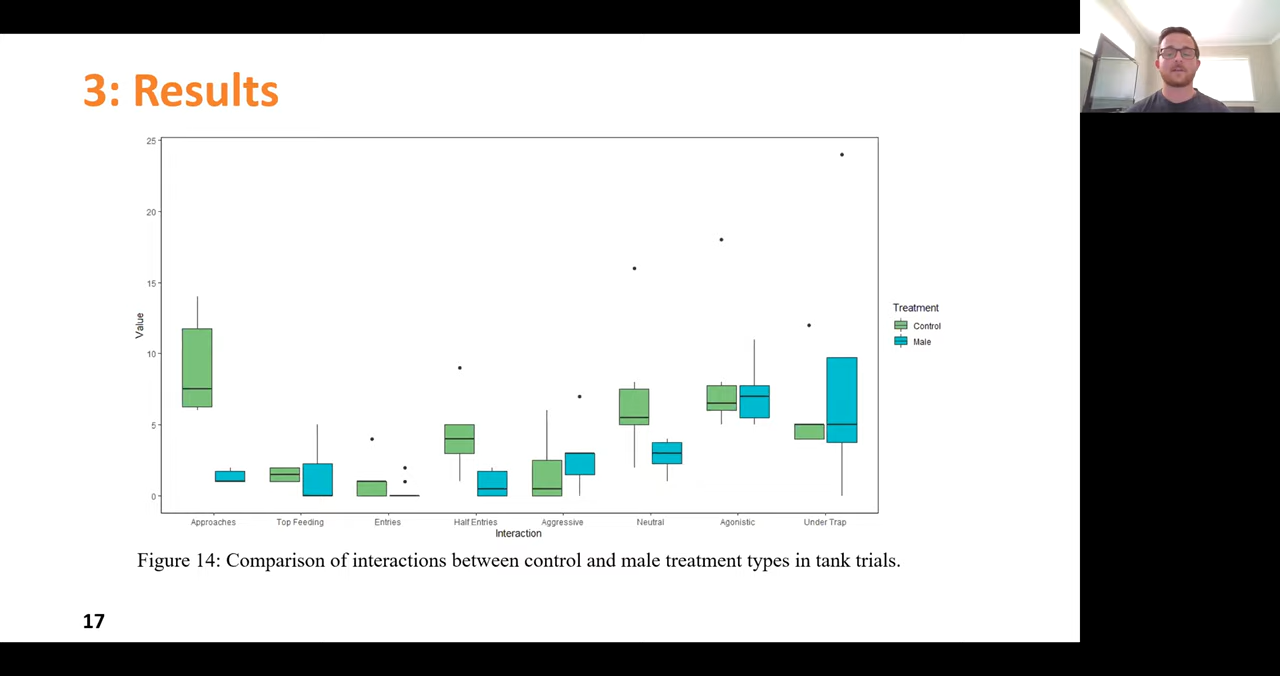 3: Results
25
20
15
10
5
0
Value
Approaches Top Feeding Entries Half Entries Aggressive Neutral Agonistic Under Trap
Interaction
Treatment
Control
Male
Figure 14: Comparison of interactions between control and male treatment types in tank trials.
17